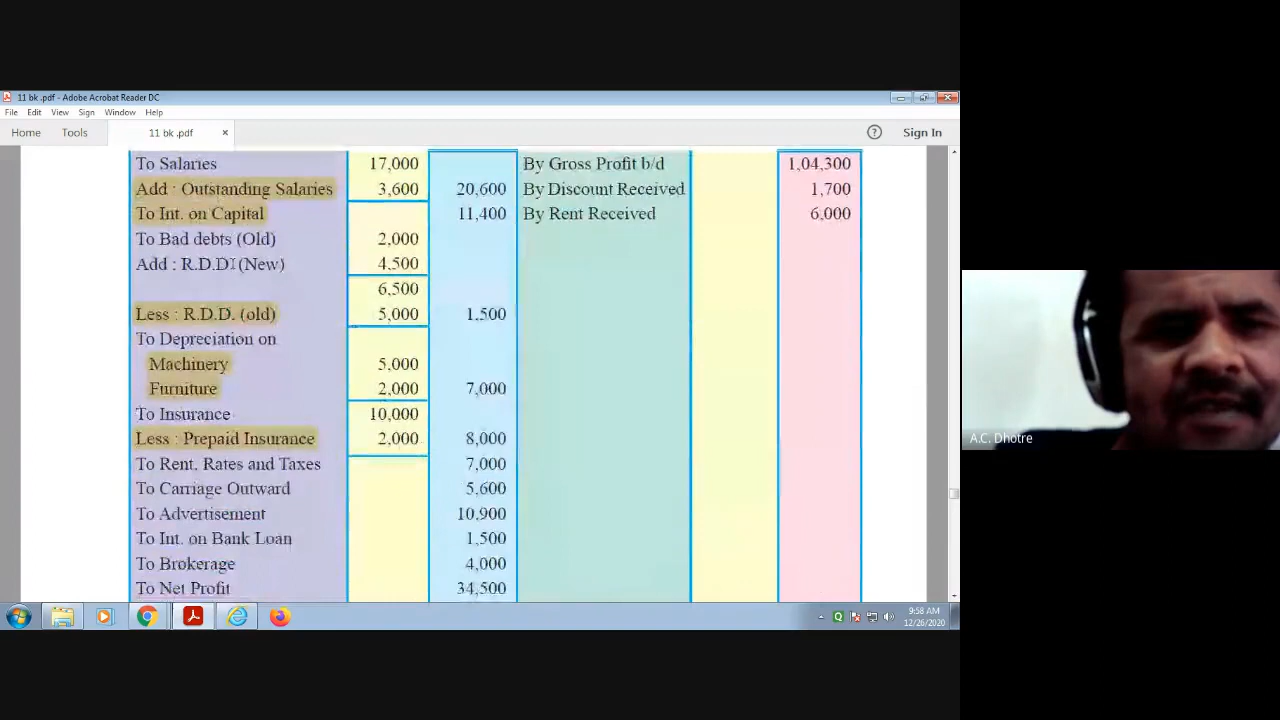 11 bk .pdf - Adobe Acrobat Reader DC
File Edit View Sign Window Help
Home Tools 11 bk .pdf × ? Sign In
To Salaries 17,000 By Gross Profit b/d 1,04,300
Add : Outstanding Salaries 3,600 20,600 By Discount Received 1,700
To Int. on Capital 11,400 By Rent Received 6,000
To Bad debts (Old) 2,000
Add : R.D.D. (New) 4,500
6,500
Less : R.D.D. (old) 5,000 1,500
To Depreciation on
Machinery 5,000
Furniture 2,000 7,000
To Insurance 10,000
Less : Prepaid Insurance 2,000 8,000
To Rent, Rates and Taxes 7,000
To Carriage Outward 5,600
To Advertisement 10,900
To Int. on Bank Loan 1,500
To Brokerage 4,000
To Net Profit 34,500
A.C. Dhotre
9:58 AM
12/26/2020